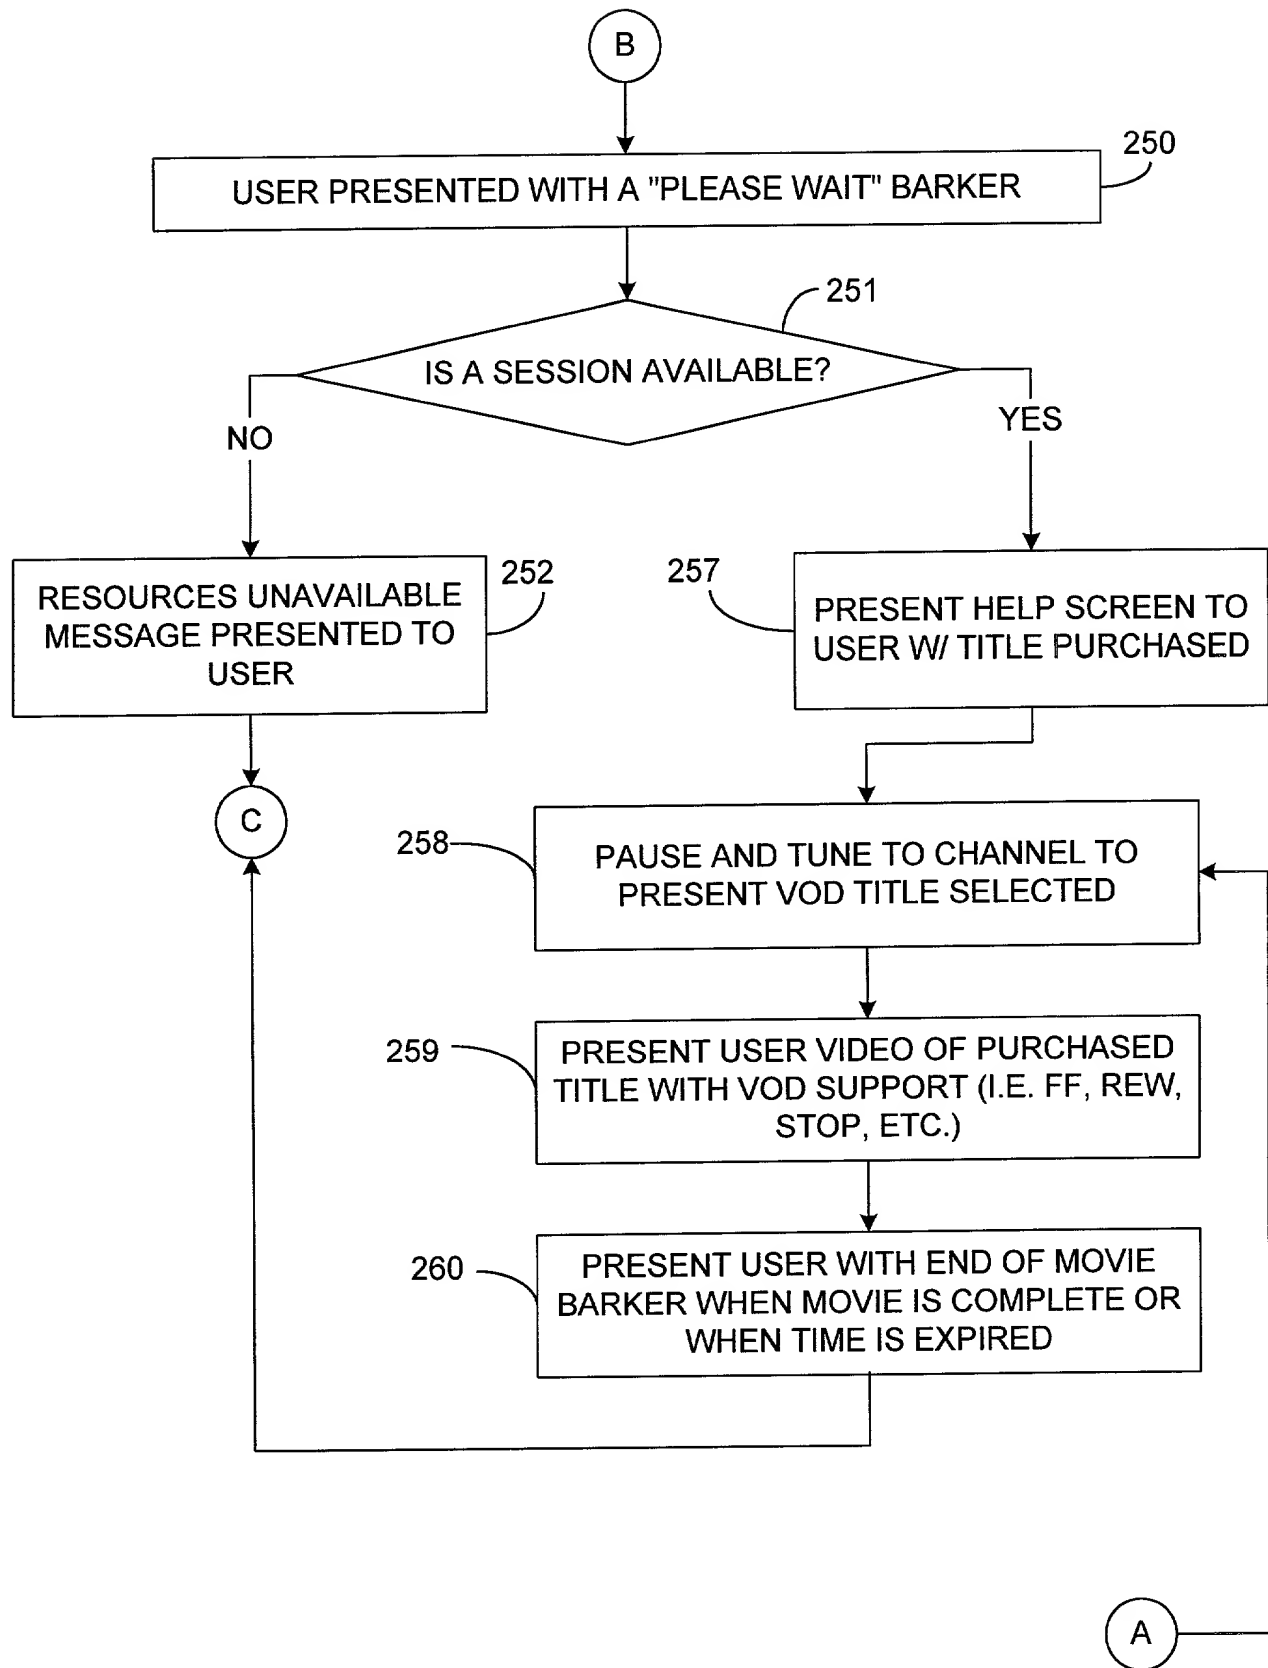 B
250
USER PRESENTED WITH A "PLEASE WAIT" BARKER
251
IS A SESSION AVAILABLE?
NO
YES
252
RESOURCES UNAVAILABLE
MESSAGE PRESENTED TO
USER
257
PRESENT HELP SCREEN TO
USER W/ TITLE PURCHASED
C
258
PAUSE AND TUNE TO CHANNEL TO
PRESENT VOD TITLE SELECTED
259
PRESENT USER VIDEO OF PURCHASED
TITLE WITH VOD SUPPORT (I.E. FF, REW,
STOP, ETC.)
260
PRESENT USER WITH END OF MOVIE
BARKER WHEN MOVIE IS COMPLETE OR
WHEN TIME IS EXPIRED
A